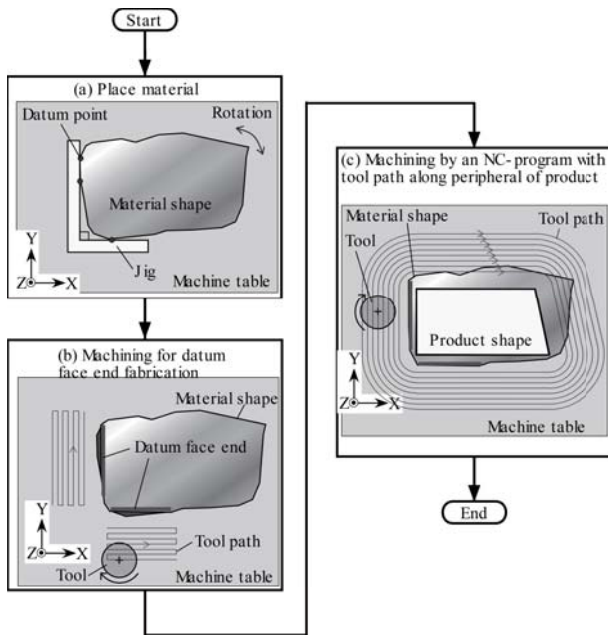 Start
(a) Place material
Datum point
Rotation
Material shape
Jig
Y
Z X
Machine table
(b) Machining for datum
face end fabrication
Material shape
Datum face end
Y
Z X
Tool path
Tool
Machine table
(c) Machining by an NC-program with
tool path along peripheral of product
Material shape
Tool path
Tool
Product shape
Y
Z X
Machine table
End